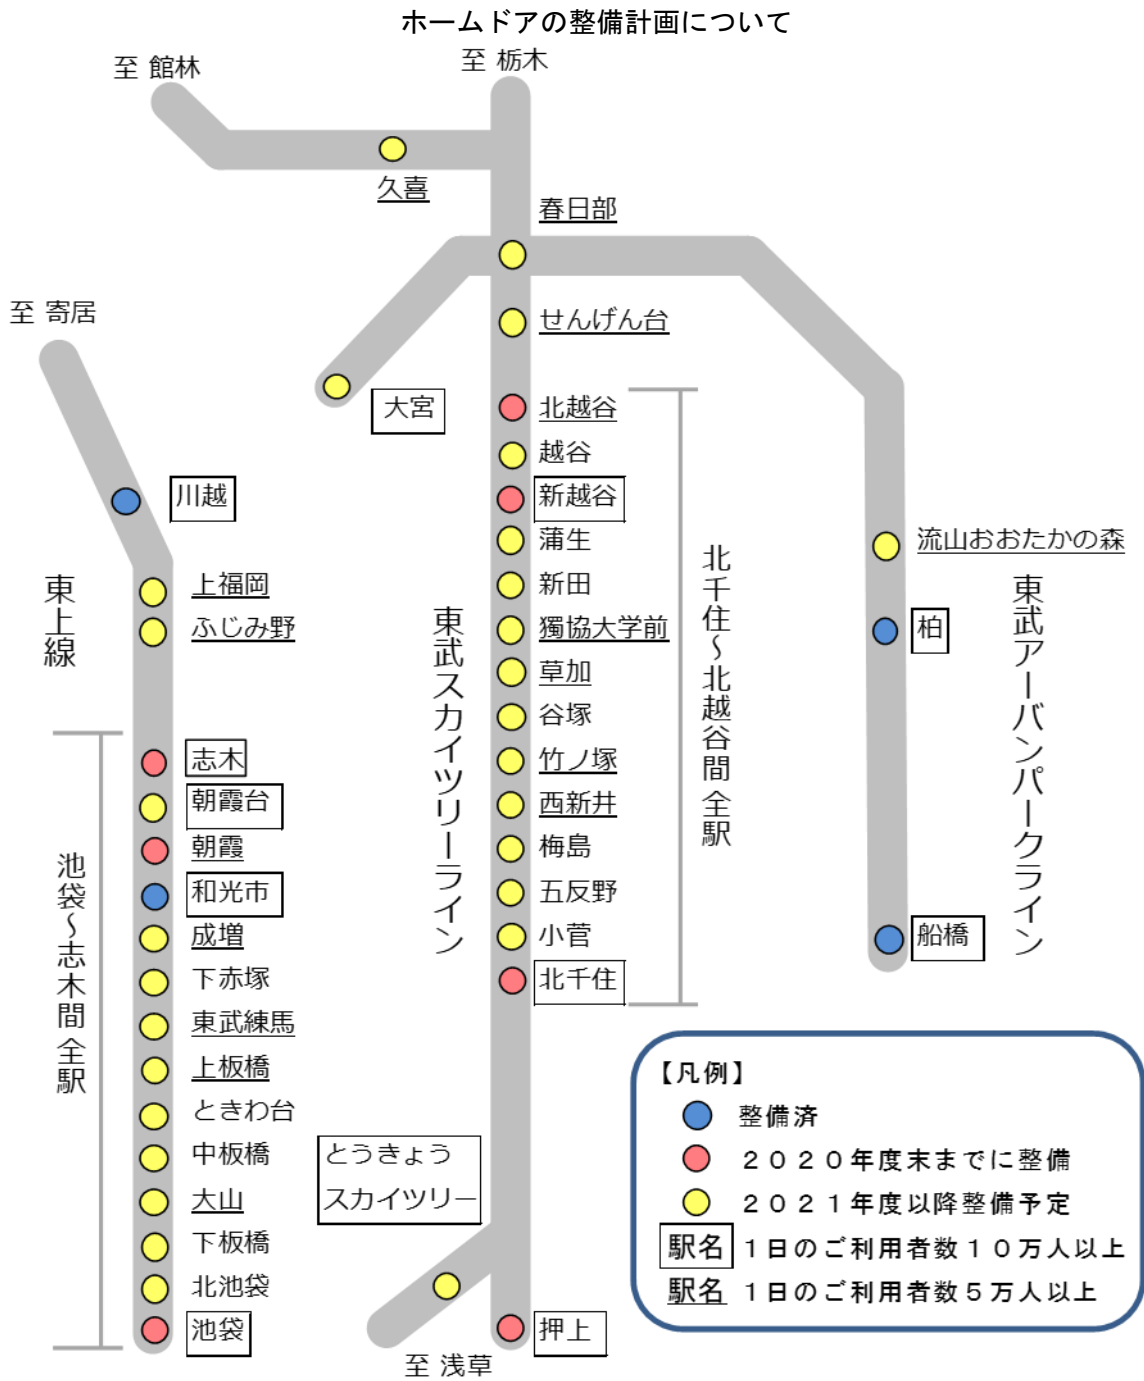 ホームドアの整備計画について
至 館林
至 栃木
久喜
春日部
せんげん台
至 寄居
大宮
北越谷
越谷
新越谷
蒲生
新田
獨協大学前
草加
谷塚
竹ノ塚
西新井
梅島
五反野
小菅
北千住
東武スカイツリーライン
北千住～北越谷間 全駅
川越
上福岡
ふじみ野
東上線
志木
朝霞台
朝霞
和光市
成増
下赤塚
東武練馬
上板橋
ときわ台
中板橋
大山
下板橋
北池袋
池袋
池袋～志木間 全駅
流山おおたかの森
柏
船橋
東武アーバンパークライン
とうきょう
スカイツリー
押上
至 浅草
【凡例】
整備済
２０２０年度末までに整備
２０２１年度以降整備予定
駅名 １日のご利用者数１０万人以上
駅名 １日のご利用者数５万人以上